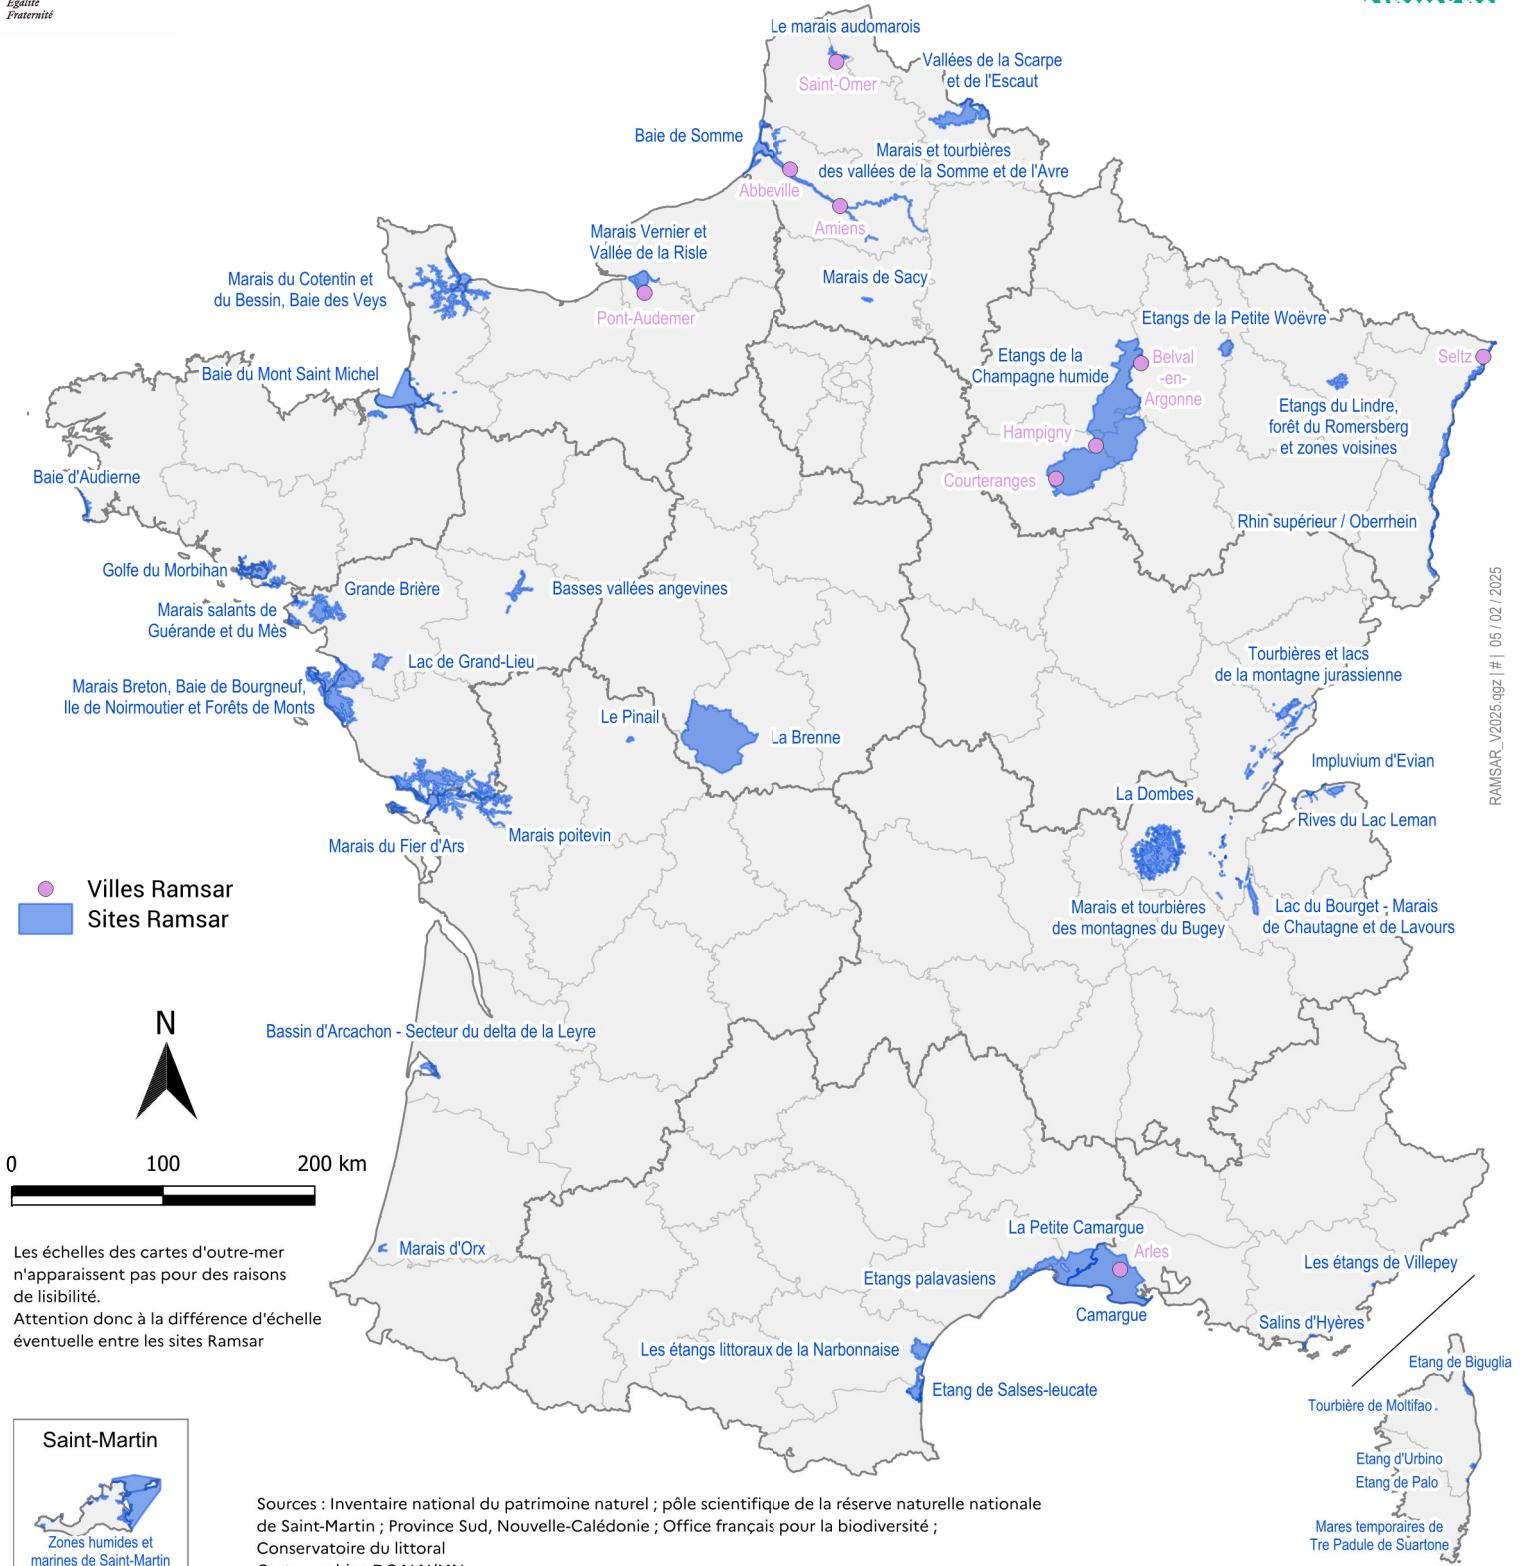 Égalité
Fraternité
Le marais audomarois
Saint-Omer
Vallées de la Scarpe
et de l'Escaut
Baie de Somme
Marais et tourbières
des vallées de la Somme et de l'Avre
Abbeville
Amiens
Marais Vernier et
Vallée de la Risle
Pont-Audemer
Marais de Sacy
Marais du Cotentin et
du Bessin, Baie des Veys
Etangs de la Petite Woëvre
Etangs de la
Champagne humide
Belval
-en-
Argonne
Seltz
Baie du Mont Saint Michel
Etangs du Lindre,
forêt du Romersberg
et zones voisines
Hampigny
Courteranges
Baie d'Audierne
Rhin supérieur / Oberrhein
Golfe du Morbihan
Grande Brière
Basses vallées angevines
Marais salants de
Guérande et du Mès
RAMSAR_V2025.qgz | # | 05 / 02 / 2025
Lac de Grand-Lieu
Tourbières et lacs
de la montagne jurassienne
Marais Breton, Baie de Bourgneuf,
Ile de Noirmoutier et Forêts de Monts
Le Pinail
La Brenne
Impluvium d'Evian
La Dombes
Rives du Lac Leman
Marais poitevin
Marais du Fier d'Ars
Villes Ramsar
Sites Ramsar
Marais et tourbières
des montagnes du Bugey
Lac du Bourget - Marais
de Chautagne et de Lavours
N
Bassin d'Arcachon - Secteur du delta de la Leyre
0 100 200 km
Les échelles des cartes d'outre-mer
n'apparaissent pas pour des raisons
de lisibilité.
Attention donc à la différence d'échelle
éventuelle entre les sites Ramsar
Marais d'Orx
La Petite Camargue
Arles
Etangs palavasiens
Camargue
Les étangs de Villepey
Salins d'Hyères
Les étangs littoraux de la Narbonnaise
Etang de Salses-leucate
Etang de Biguglia
Tourbière de Moltifao
Etang d'Urbino
Etang de Palo
Mares temporaires de
Tre Padule de Suartone
Saint-Martin
Zones humides et
marines de Saint-Martin
Sources : Inventaire national du patrimoine naturel ; pôle scientifique de la réserve naturelle nationale
de Saint-Martin ; Province Sud, Nouvelle-Calédonie ; Office français pour la biodiversité ;
Conservatoire du littoral